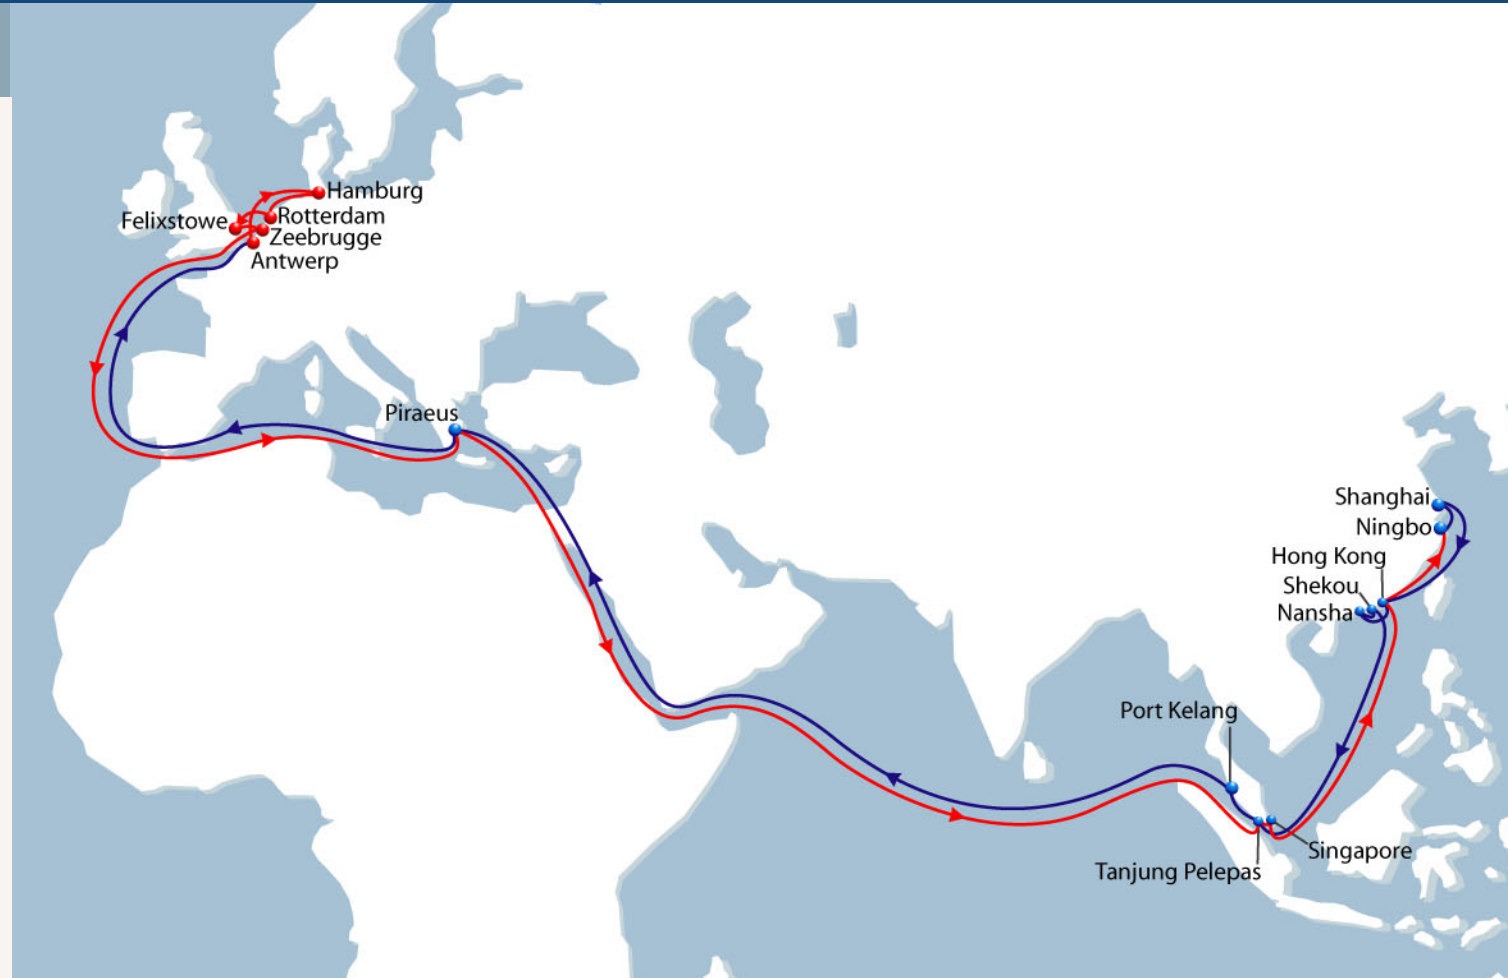 Hamburg
Rotterdam
Felixstowe
Zeebrugge
Antwerp
Piraeus
Shanghai
Ningbo
Hong Kong
Shekou
Nansha
Port Kelang
Singapore
Tanjung Pelepas